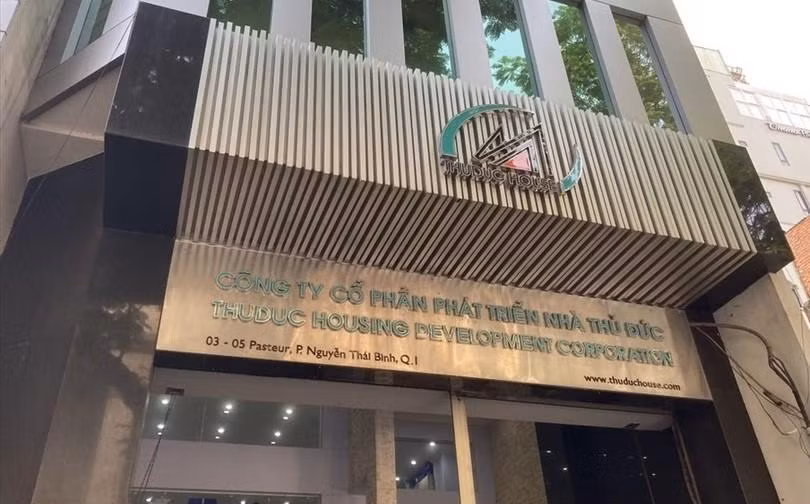 THUDUC HOUSE
CÔNG TY CỔ PHẦN PHÁT TRIỂN NHÀ THỦ ĐỨC
THUDUC HOUSING DEVELOPMENT CORPORATION
03 - 05 Pasteur, P. Nguyễn Thái Bình, Q.1
www.thuduchouse.com